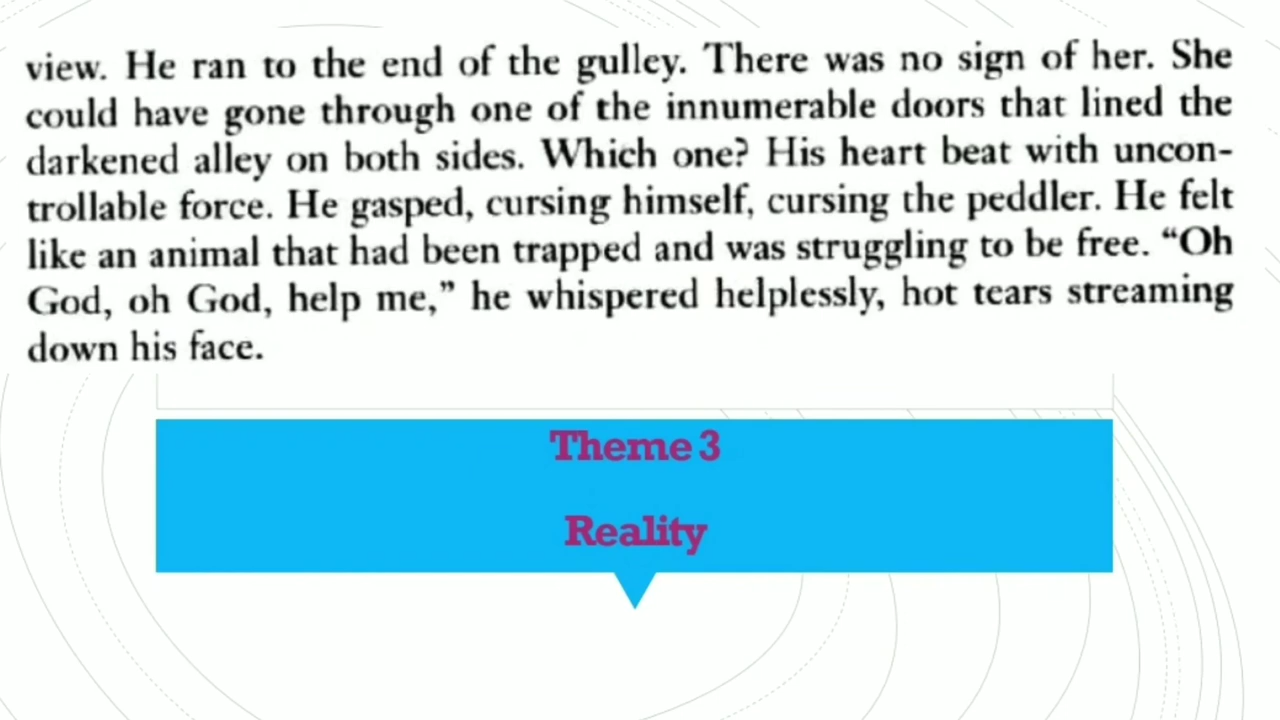 view. He ran to the end of the gulley. There was no sign of her. She
could have gone through one of the innumerable doors that lined the
darkened alley on both sides. Which one? His heart beat with uncon-
trollable force. He gasped, cursing himself, cursing the peddler. He felt
like an animal that had been trapped and was struggling to be free. “Oh
God, oh God, help me,” he whispered helplessly, hot tears streaming
down his face.
Theme 3
Reality